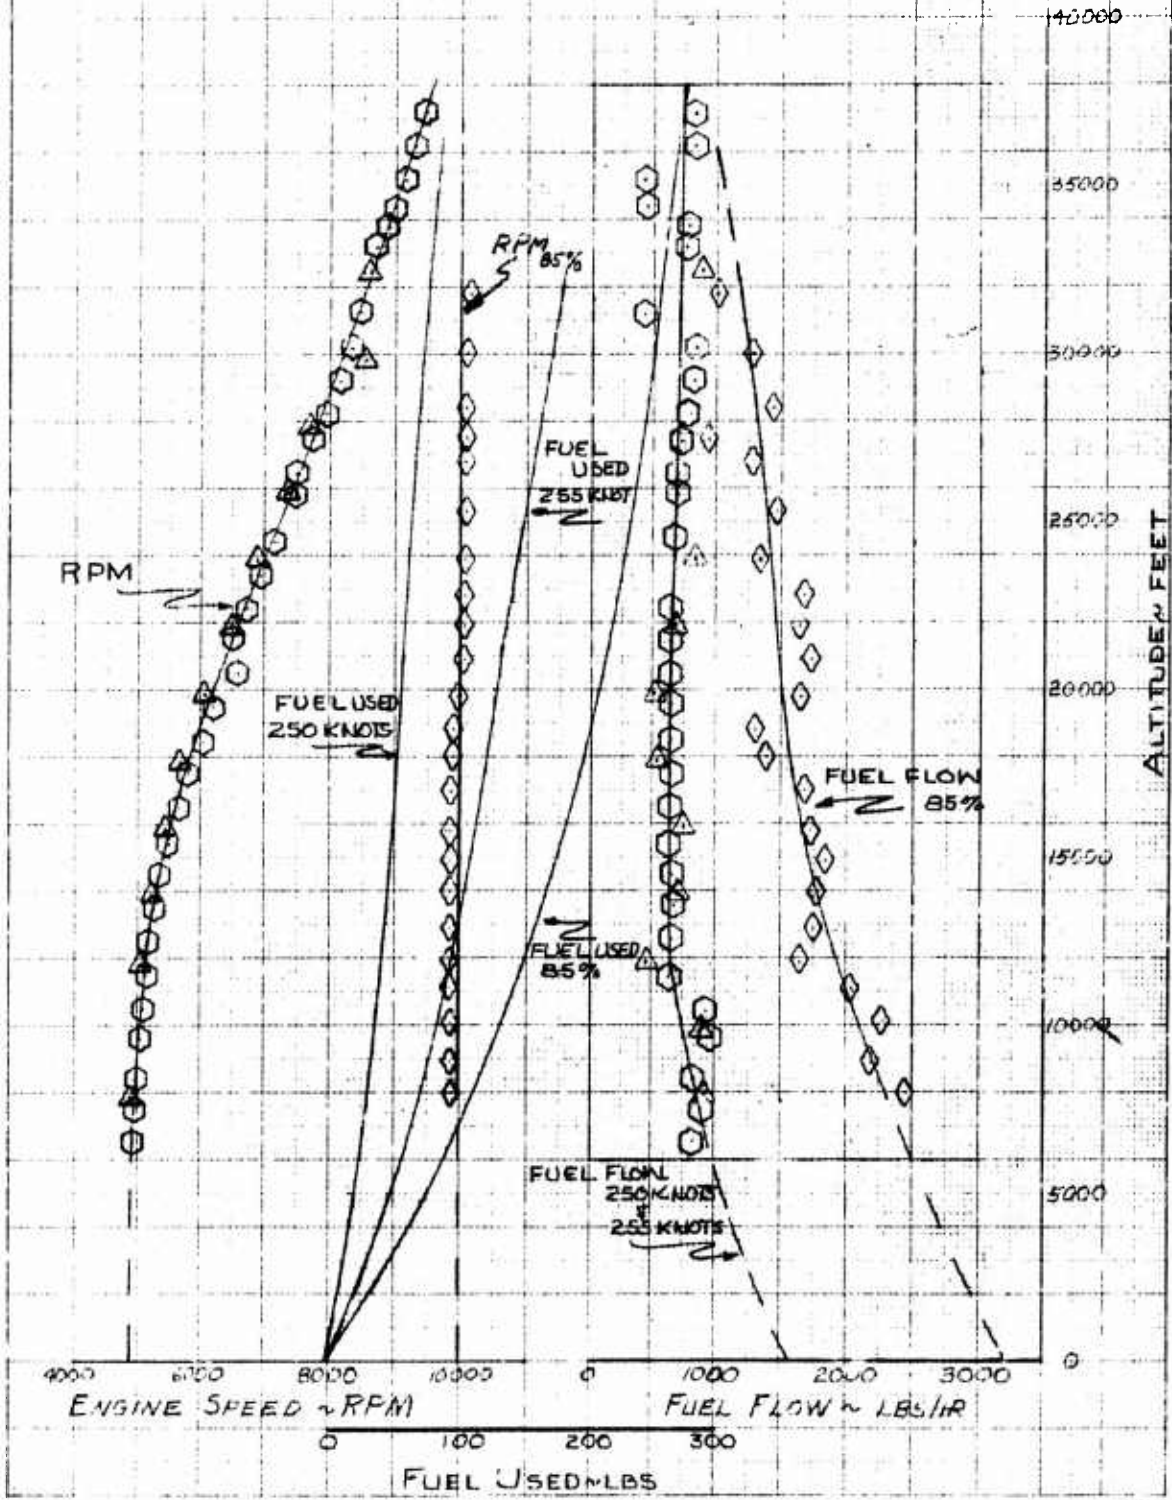 40000
35000
RPM
85%
30000
FUEL
USED
255 KNOT
25000
RPM
FUEL USED
250 KNOTS
20000
FUEL FLOW
85%
15000
FUEL USED
85%
10000
FUEL FLOW
250 KNOTS
&
255 KNOTS
5000
0
ALTITUDE~FEET
4000 6000 8000 10000 0 1000 2000 3000
ENGINE SPEED ~ RPM
FUEL FLOW ~ LBS/HR
0 100 200 300
FUEL USED~LBS